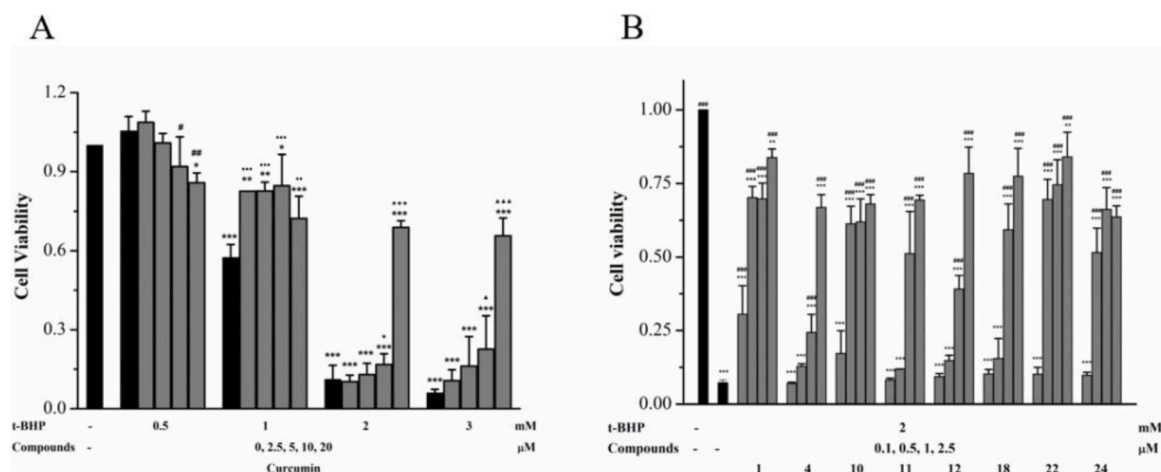 A
Cell Viability
1.2
0.9
0.6
0.3
0.0
t-BHP - 0.5 1 2 3 mM
Compounds - 0, 2.5, 5, 10, 20 μM
Curcumin
B
Cell viability
1.00
0.75
0.50
0.25
0.00
t-BHP - - 2 mM
Compounds - - 0.1, 0.5, 1, 2.5 μM
1 4 10 11 12 18 22 24